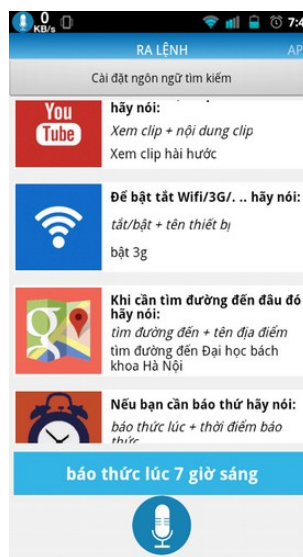 0
KB/s
7:4
RA LỆNH
AP
Cài đặt ngôn ngữ tìm kiếm
You
Tube
hãy nói:
Xem clip + nội dung clip
Xem clip hài hước
Để bật tắt Wifi/3G/. .. hãy nói:
tắt/bật + tên thiết bị
bật 3g
Khi cần tìm đường đến đâu đó
hãy nói:
tìm đường đến + tên địa điểm
tìm đường đến Đại học bách
khoa Hà Nội
g
Nếu bạn cần báo thứ hãy nói:
báo thức lúc + thời điểm báo
thức
báo thức lúc 7 giờ sáng